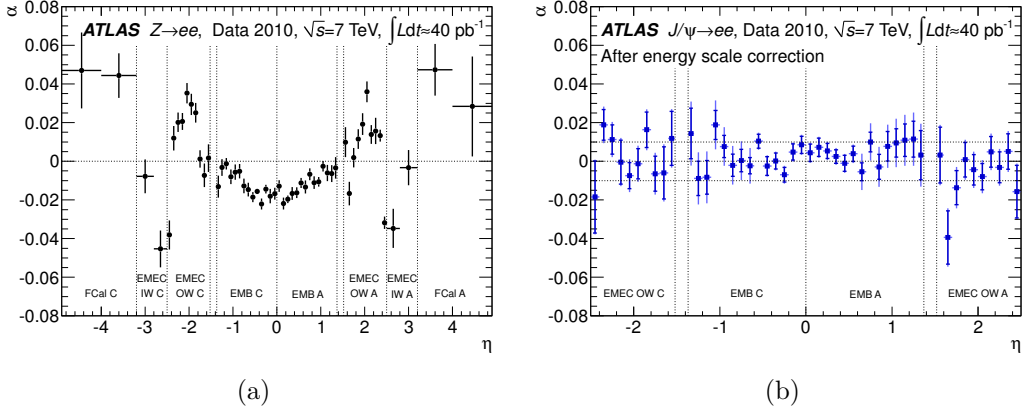 α
ATLAS Z→ee, Data 2010, √s=7 TeV, ∫Ldt≈40 pb⁻¹
0.08
0.06
0.04
0.02
0
-0.02
-0.04
-0.06
-0.08
EMEC EMEC EMEC EMEC
FCal C IW C OW C EMB C EMB A OW A IW A FCal A
-4 -3 -2 -1 0 1 2 3 4
η
(a)
α
ATLAS J/ψ→ee, Data 2010, √s=7 TeV, ∫Ldt≈40 pb⁻¹
After energy scale correction
0.08
0.06
0.04
0.02
0
-0.02
-0.04
-0.06
-0.08
EMEC OW C EMB C EMB A EMEC OW A
-2 -1 0 1 2
η
(b)